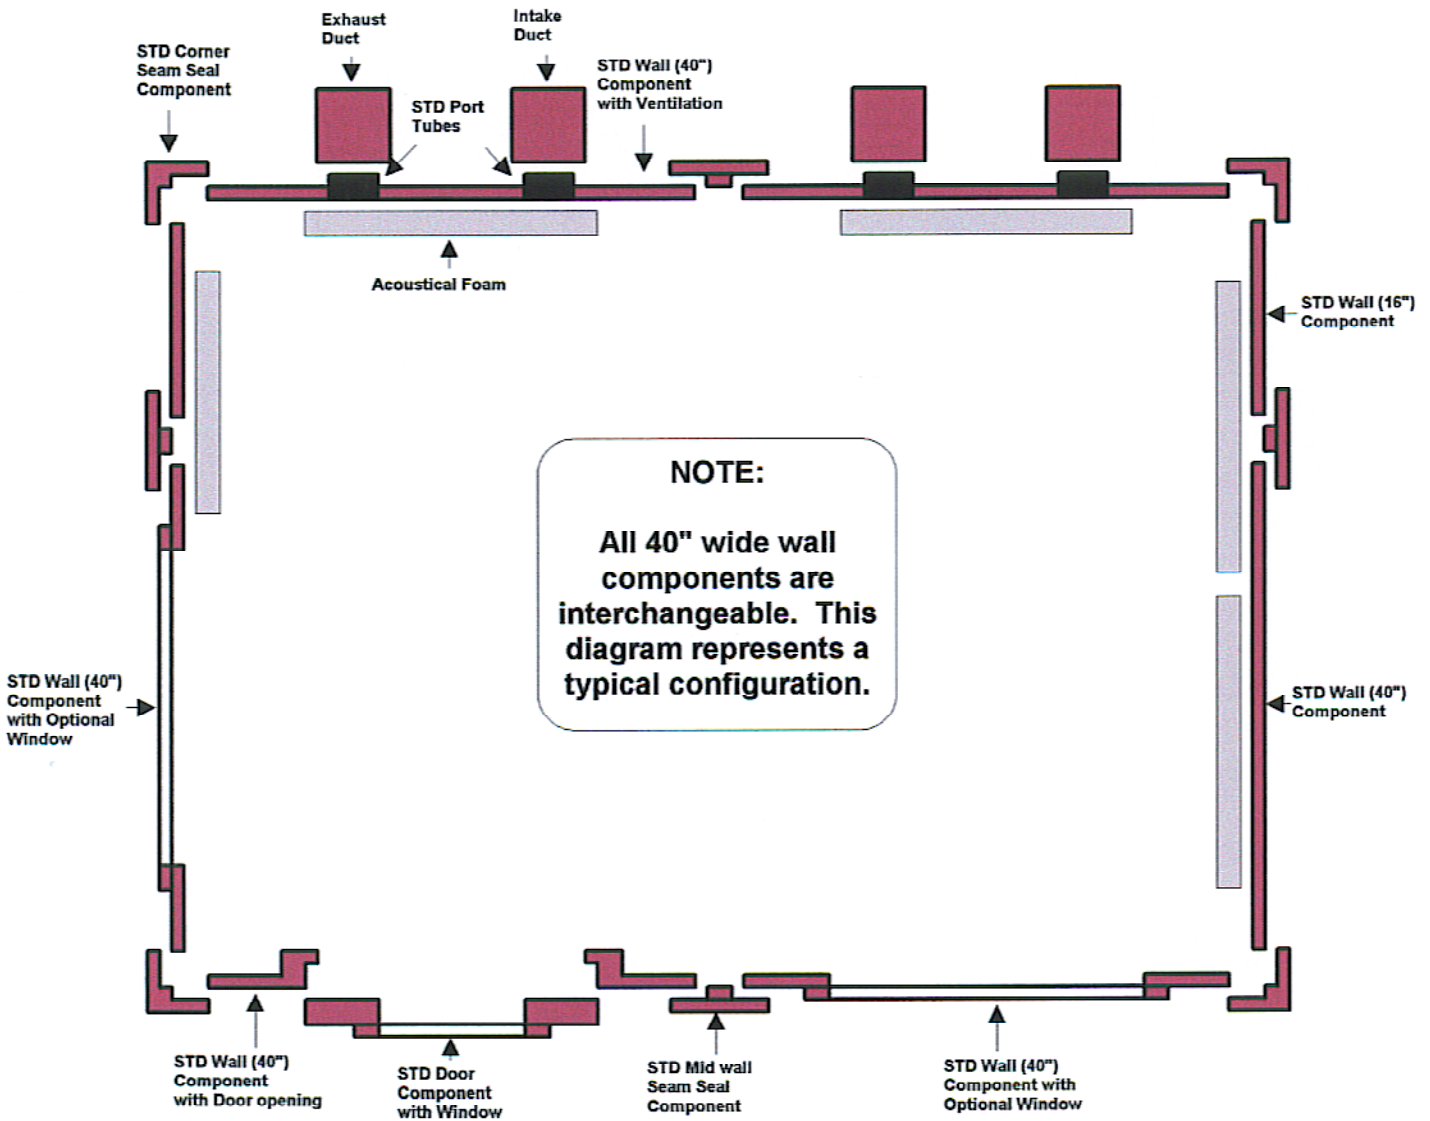 Exhaust
Duct
Intake
Duct
STD Corner
Seam Seal
Component
STD Port
Tubes
STD Wall (40")
Component
with Ventilation
Acoustical Foam
STD Wall (16")
Component
NOTE:
All 40" wide wall
components are
interchangeable. This
diagram represents a
typical configuration.
STD Wall (40")
Component
with Optional
Window
STD Wall (40")
Component
STD Wall (40")
Component
with Door opening
STD Door
Component
with Window
STD Mid wall
Seam Seal
Component
STD Wall (40")
Component with
Optional Window